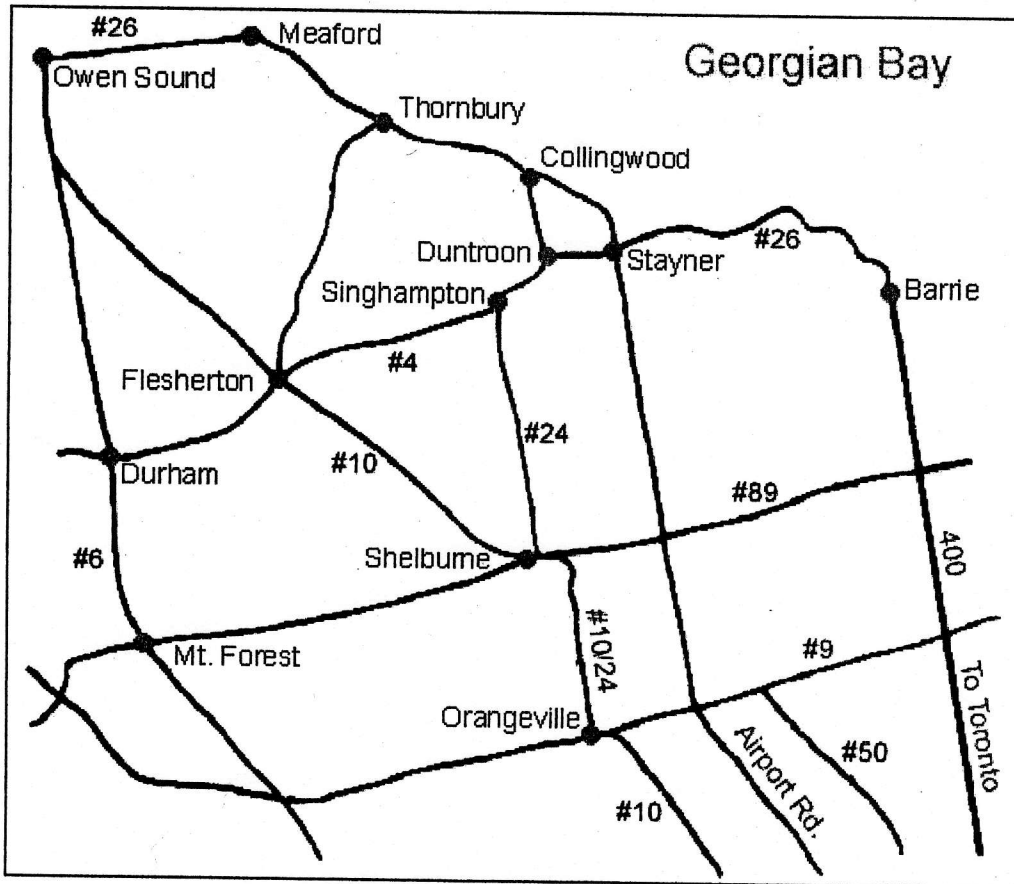 #26
Meaford
Georgian Bay
Owen Sound
Thornbury
Collingwood
Duntroon
Stayner
#26
Singhampton
Barrie
#4
Flesherton
#24
#10
Durham
#89
#6
Shelburne
400
#10/24
Mt. Forest
#9
Orangeville
To Toronto
Airport Rd.
#50
#10